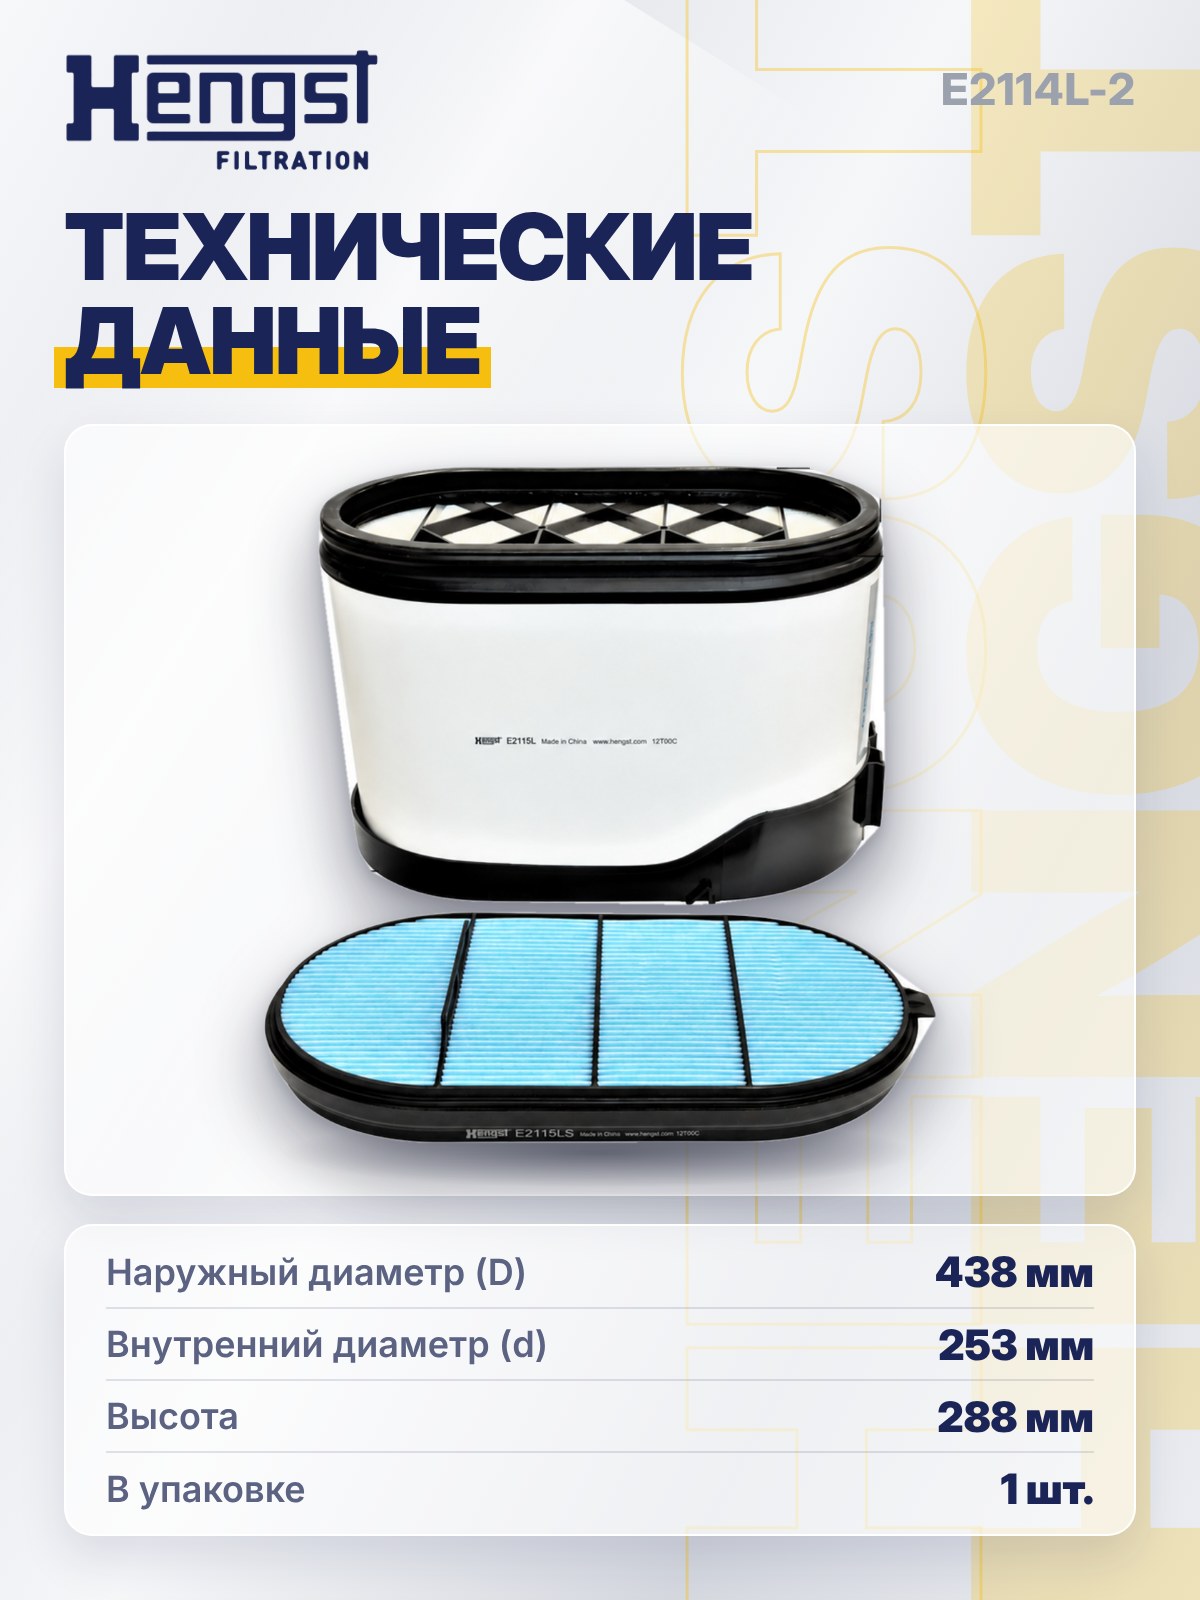 Hengst
FILTRATION
E2114L-2
ТЕХНИЧЕСКИЕ
ДАННЫЕ
Hengst E2115L Made in China www.hengst.com 12T00C
Hengst E2115LS Made in China www.hengst.com 12T00C
Наружный диаметр (D) 438 мм
Внутренний диаметр (d) 253 мм
Высота 288 мм
В упаковке 1 шт.
HENGST
HENGST